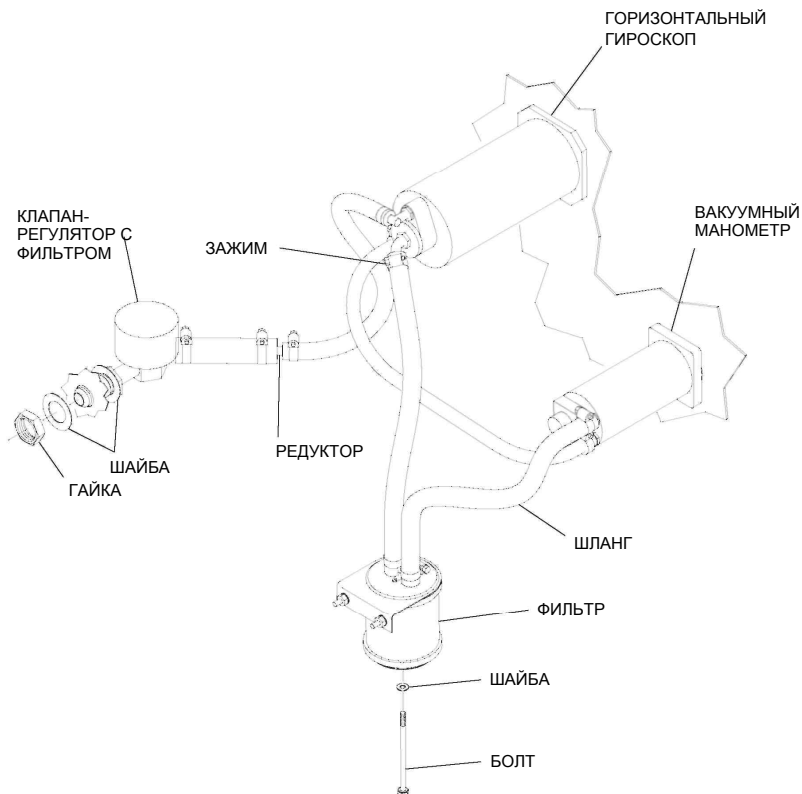 ГОРИЗОНТАЛЬНЫЙ
ГИРОСКОП
ВАКУУМНЫЙ
МАНОМЕТР
КЛАПАН-
РЕГУЛЯТОР С
ФИЛЬТРОМ
ЗАЖИМ
РЕДУКТОР
ШАЙБА
ГАЙКА
ШЛАНГ
ФИЛЬТР
ШАЙБА
БОЛТ